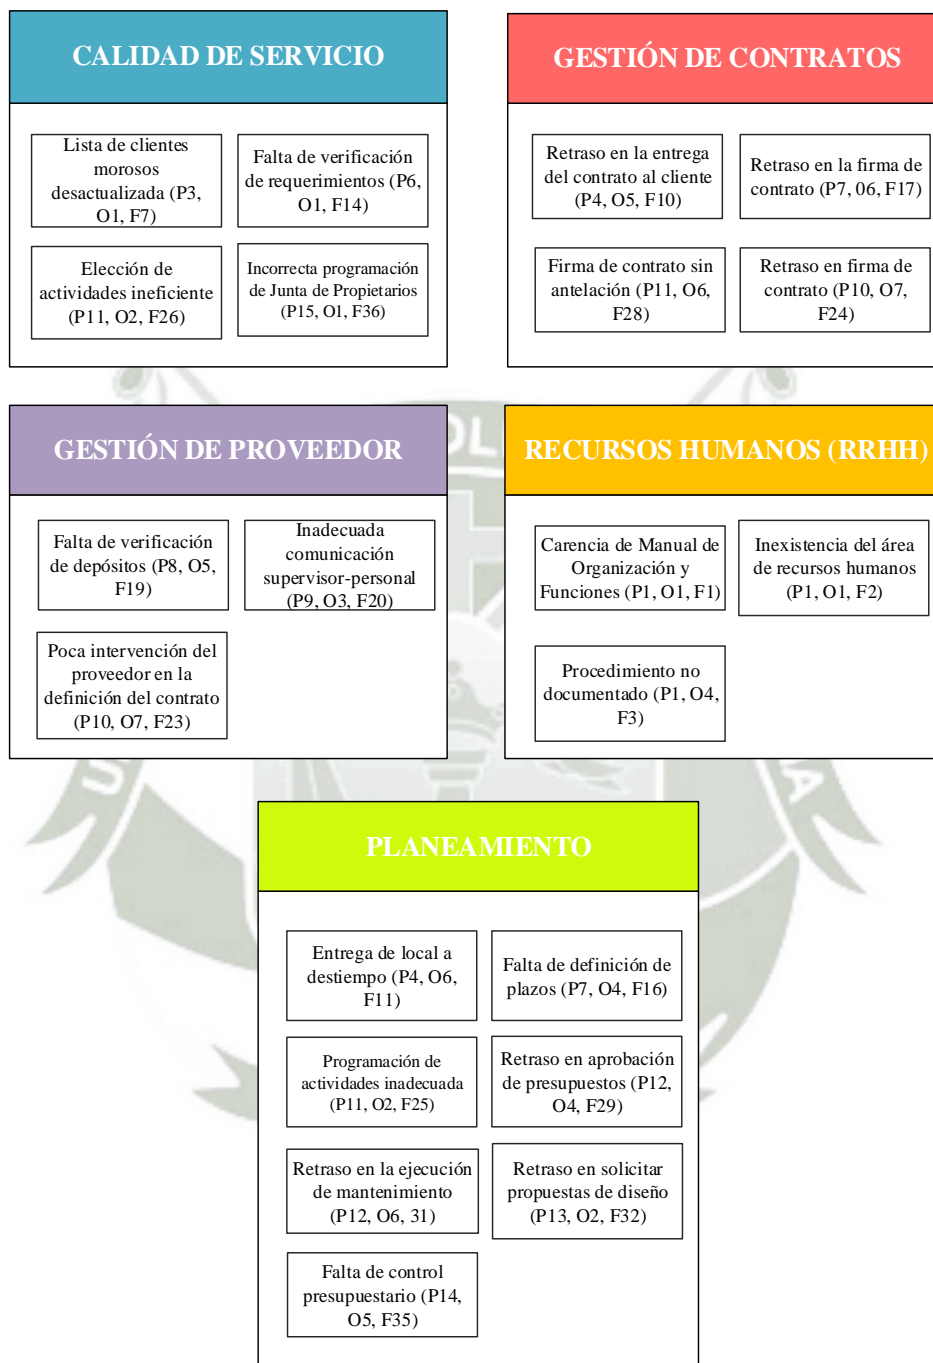 CALIDAD DE SERVICIO
Lista de clientes
morosos
desactualizada (P3,
O1, F7)
Falta de verificación
de requerimientos (P6,
O1, F14)
Elección de
actividades ineficiente
(P11, O2, F26)
Incorrecta programación
de Junta de Propietarios
(P15, O1, F36)
GESTIÓN DE CONTRATOS
Retraso en la entrega
del contrato al cliente
(P4, O5, F10)
Retraso en la firma de
contrato (P7, 06, F17)
Firma de contrato sin
antelación (P11, O6,
F28)
Retraso en firma de
contrato (P10, O7,
F24)
GESTIÓN DE PROVEEDOR
Falta de verificación
de depósitos (P8, O5,
F19)
Inadecuada
comunicación
supervisor-personal
(P9, O3, F20)
Poca intervención del
proveedor en la
definición del contrato
(P10, O7, F23)
RECURSOS HUMANOS (RRHH)
Carencia de Manual de
Organización y
Funciones (P1, O1, F1)
Inexistencia del área
de recursos humanos
(P1, O1, F2)
Procedimiento no
documentado (P1, O4,
F3)
PLANEAMIENTO
Entrega de local a
destiempo (P4, O6,
F11)
Falta de definición de
plazos (P7, O4, F16)
Programación de
actividades inadecuada
(P11, O2, F25)
Retraso en aprobación
de presupuestos (P12,
O4, F29)
Retraso en la ejecución
de mantenimiento
(P12, O6, 31)
Retraso en solicitar
propuestas de diseño
(P13, O2, F32)
Falta de control
presupuestario (P14,
O5, F35)